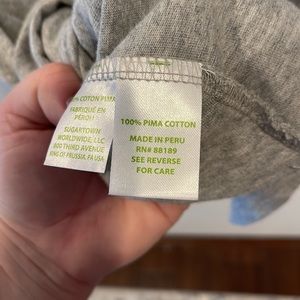 100% COTTON PIMA
FABRIQUÉ EN
PÉROU
SUGARTOWN
WORLDWIDE, LLC
800 THIRD AVENUE
KING OF PRUSSIA, PA USA
100% PIMA COTTON
MADE IN PERU
RN# 88189
SEE REVERSE
FOR CARE